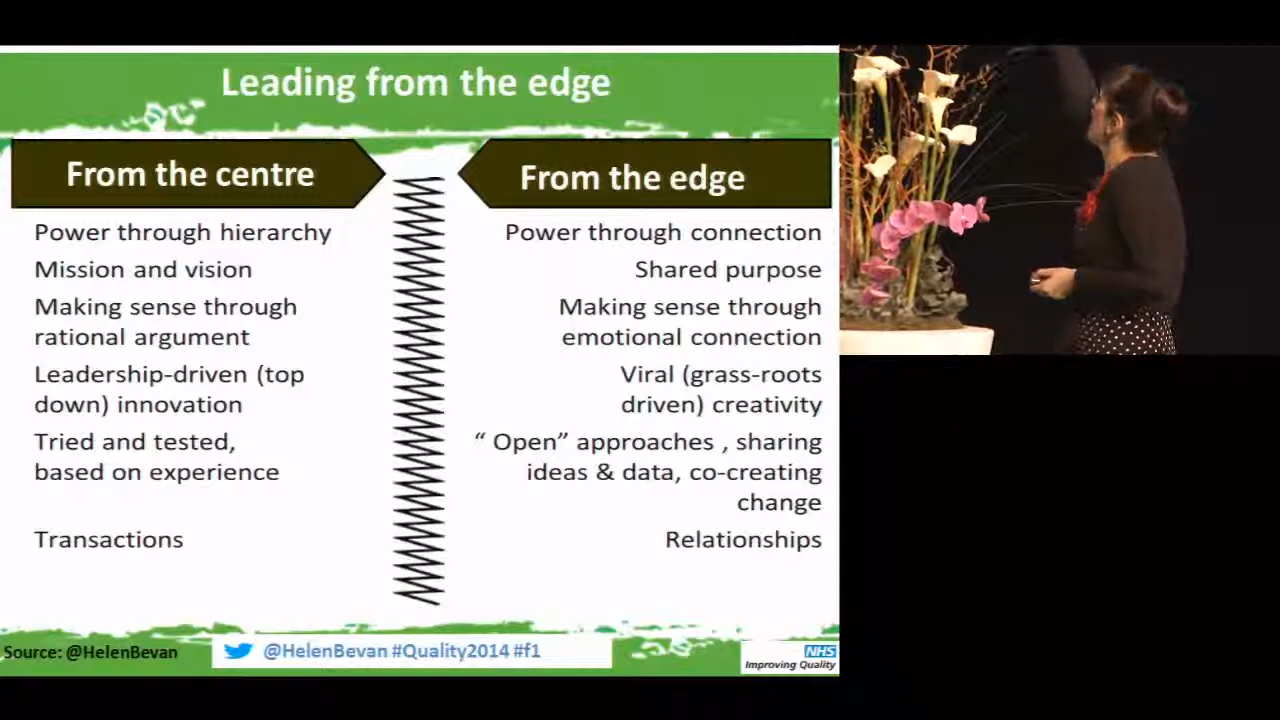 Leading from the edge
From the centre
Power through hierarchy
Mission and vision
Making sense through
rational argument
Leadership-driven (top
down) innovation
Tried and tested,
based on experience
Transactions
From the edge
Power through connection
Shared purpose
Making sense through
emotional connection
Viral (grass-roots
driven) creativity
“ Open” approaches , sharing
ideas & data, co-creating
change
Relationships
Source: @HelenBevan
@HelenBevan #Quality2014 #f1
NHS
Improving Quality